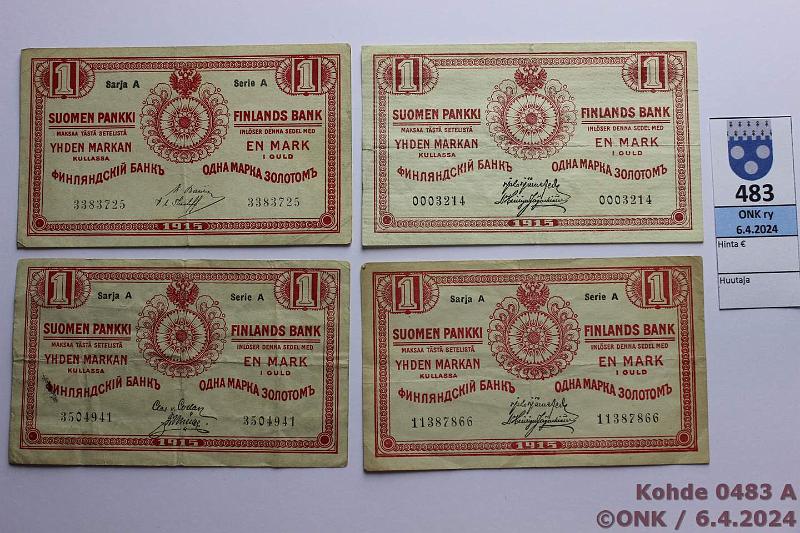 1 Sarja A Serie A 1
SUOMEN PANKKI FINLANDS BANK
MAKSAA TÄSTÄ SETELISTÄ INLÖSER DENNA SEDEL MED
YHDEN MARKAN EN MARK
KULLASSA I GULD
ФИНЛЯНДСКІЙ БАНКЪ ОДНА МАРКА ЗОЛОТОМЪ
3383725 3383725
1915
1 1
SUOMEN PANKKI FINLANDS BANK
MAKSAA TÄSTÄ SETELISTÄ INLÖSER DENNA SEDEL MED
YHDEN MARKAN EN MARK
KULLASSA I GULD
ФИНЛЯНДСКІЙ БАНКЪ ОДНА МАРКА ЗОЛОТОМЪ
0003214 0003214
1915
483
ONK ry
6.4.2024
Hinta €
Huutaja
1 Sarja A Serie A 1
SUOMEN PANKKI FINLANDS BANK
MAKSAA TÄSTÄ SETELISTÄ INLÖSER DENNA SEDEL MED
YHDEN MARKAN EN MARK
KULLASSA I GULD
ФИНЛЯНДСКІЙ БАНКЪ ОДНА МАРКА ЗОЛОТОМЪ
3504941 3504941
1915
1 Sarja A Serie A 1
SUOMEN PANKKI FINLANDS BANK
MAKSAA TÄSTÄ SETELISTÄ INLÖSER DENNA SEDEL MED
YHDEN MARKAN EN MARK
KULLASSA I GULD
ФИНЛЯНДСКІЙ БАНКЪ ОДНА МАРКА ЗОЛОТОМЪ
11387866 11387866
1915
Kohde 0483 A
©ONK / 6.4.2024